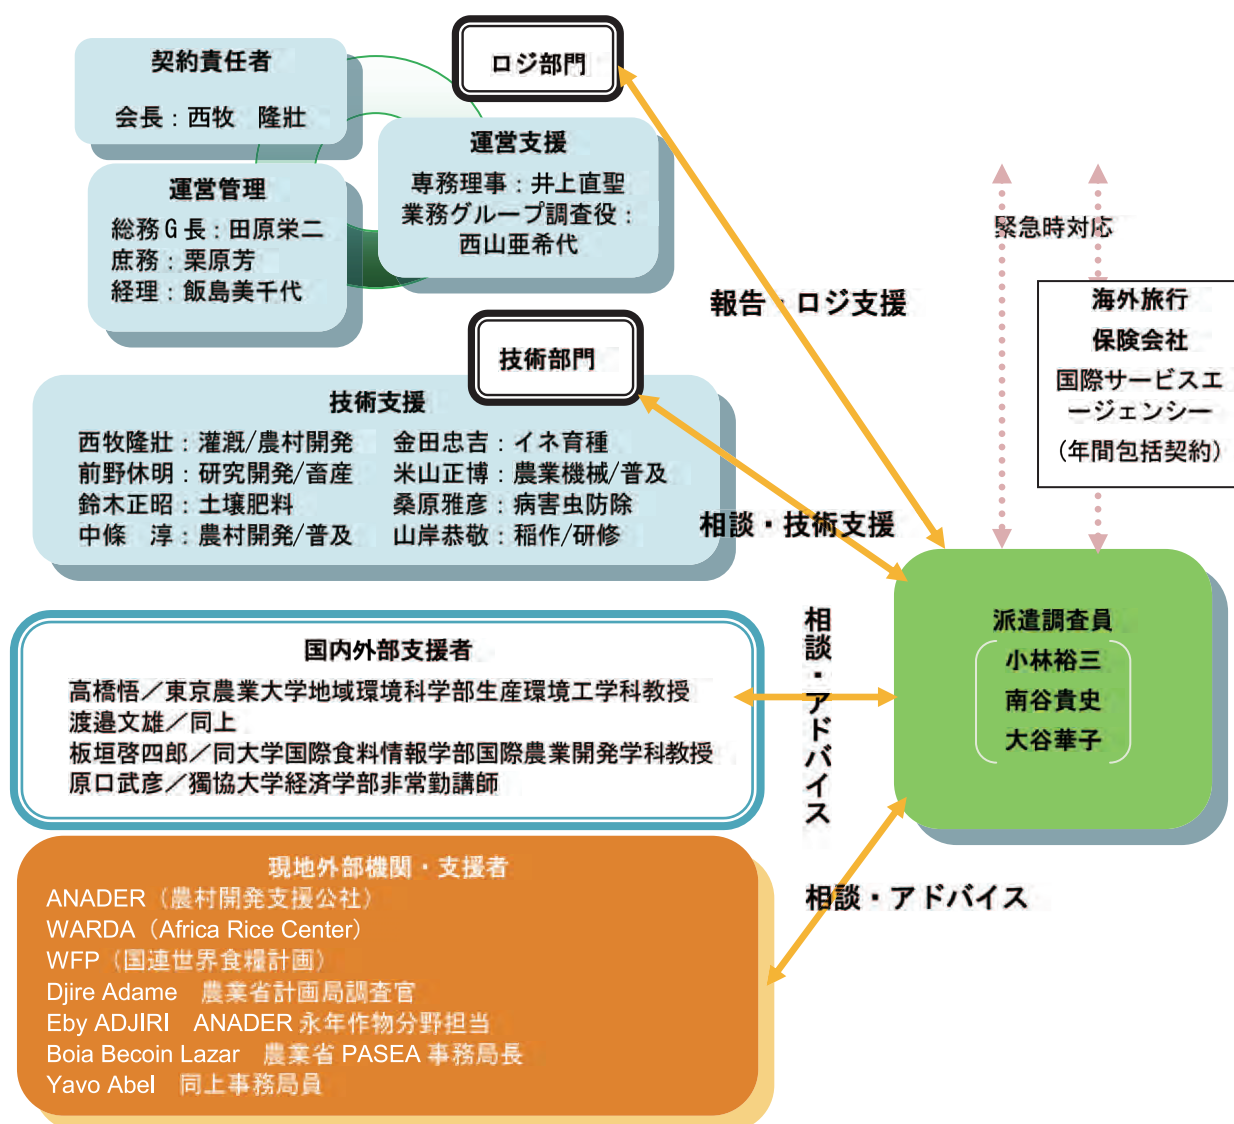 契約責任者
会長：西牧　隆壯
ロジ部門
運営支援
専務理事：井上直聖
業務グループ調査役：
西山亜希代
運営管理
総務G長：田原栄二
庶務：栗原芳
経理：飯島美千代
報告・ロジ支援
緊急時対応
海外旅行
保険会社
国際サービスエ
ージェンシー
（年間包括契約）
技術部門
技術支援
西牧隆壯：灌漑/農村開発
前野休明：研究開発/畜産
鈴木正昭：土壌肥料
中條　淳：農村開発/普及
金田忠吉：イネ育種
米山正博：農業機械/普及
桑原雅彦：病害虫防除
山岸恭敬：稲作/研修
相談・技術支援
派遣調査員
小林裕三
南谷貴史
大谷華子
相談・アドバイス
国内外部支援者
高橋悟／東京農業大学地域環境科学部生産環境工学科教授
渡邉文雄／同上
板垣啓四郎／同大学国際食料情報学部国際農業開発学科教授
原口武彦／獨協大学経済学部非常勤講師
相談・アドバイス
現地外部機関・支援者
ANADER（農村開発支援公社）
WARDA（Africa Rice Center）
WFP（国連世界食糧計画）
Djire Adame　農業省計画局調査官
Eby ADJIRI　ANADER 永年作物分野担当
Boia Becoin Lazar　農業省 PASEA 事務局長
Yavo Abel　同上事務局員